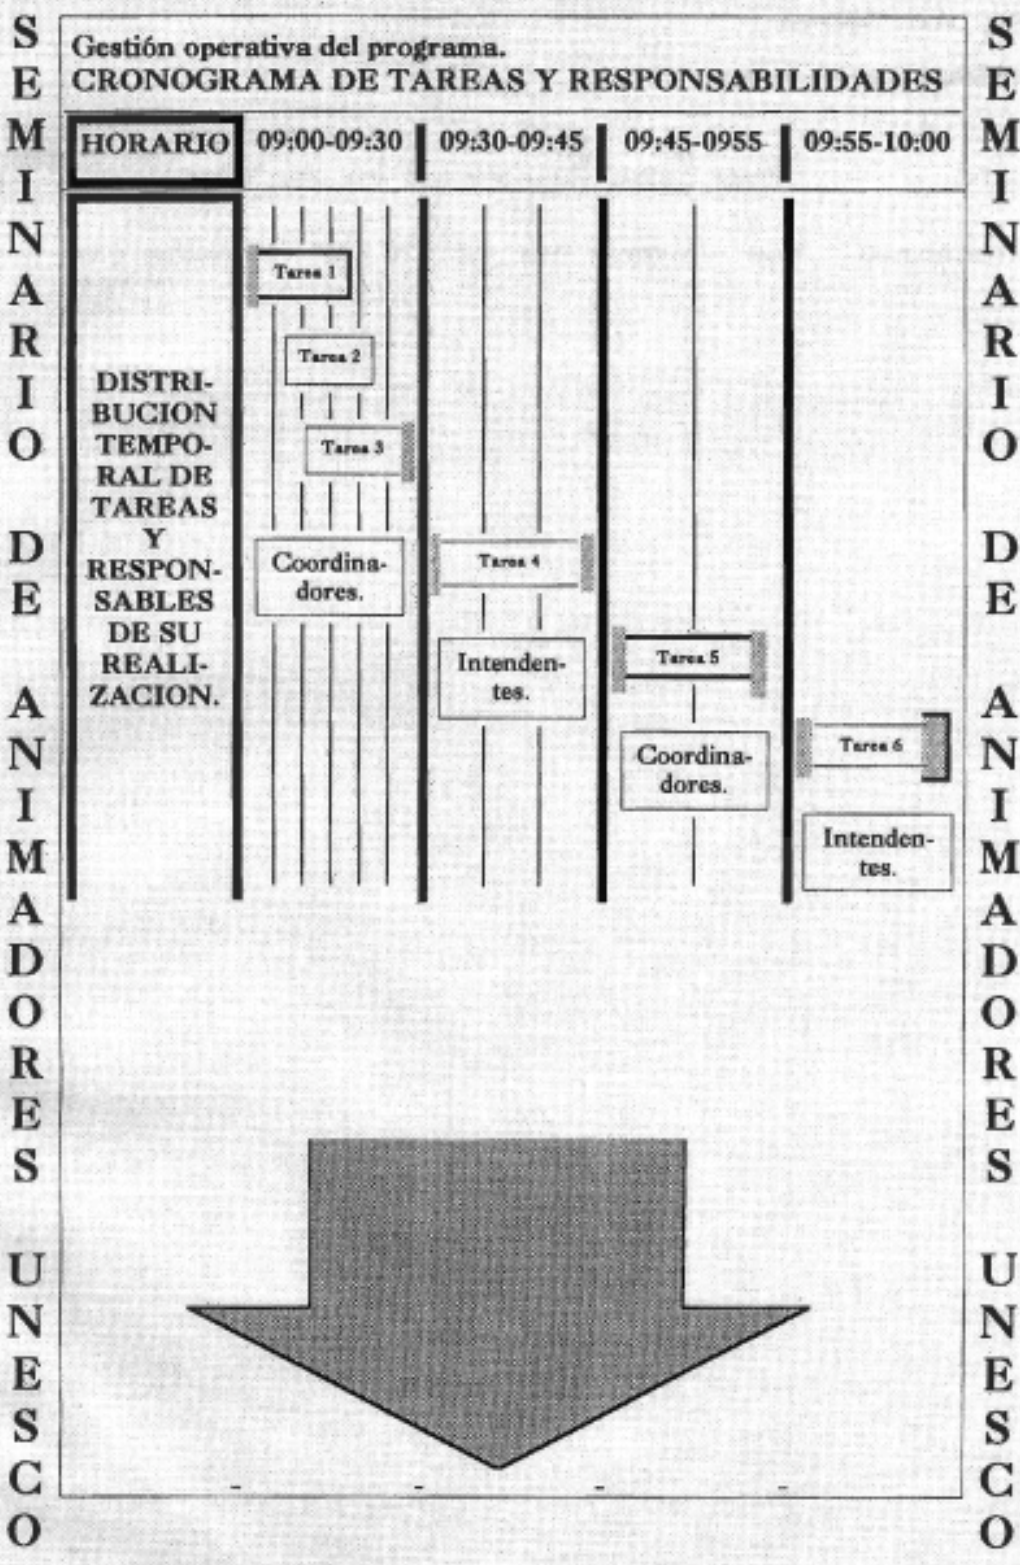 SEMINARIO DE ANIMADORES UNESCO
Gestión operativa del programa.
CRONOGRAMA DE TAREAS Y RESPONSABILIDADES
HORARIO 09:00-09:30 09:30-09:45 09:45-0955 09:55-10:00
DISTRI-
BUCION
TEMPO-
RAL DE
TAREAS
Y
RESPON-
SABLES
DE SU
REALI-
ZACION.
Tarea 1
Tarea 2
Tarea 3
Coordina-
dores.
Tarea 4
Intenden-
tes.
Tarea 5
Coordina-
dores.
Tarea 6
Intenden-
tes.
SEMINARIO DE ANIMADORES UNESCO